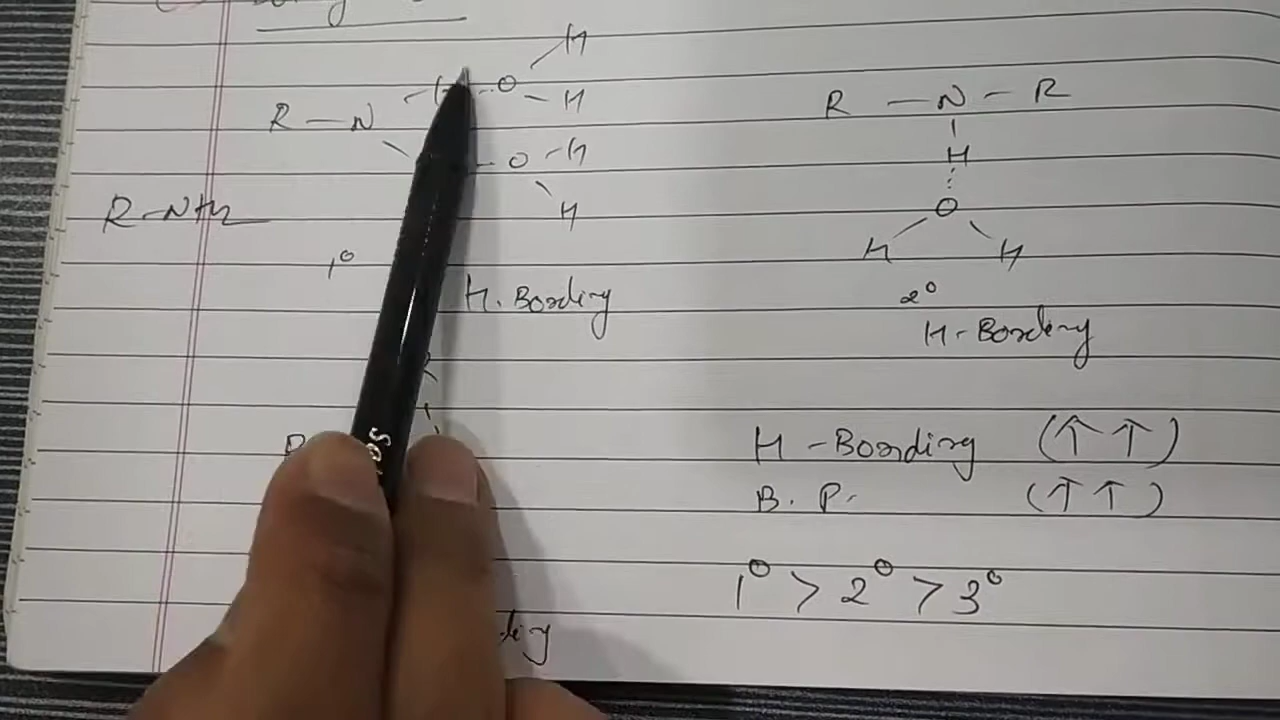 H
O
H
R - N
O - H
H
R - NH2
1°
H. Bonding
R - N - R
H
O
H H
2°
H - Bonding
H - Bonding (↑ ↑)
B. P. (↑ ↑)
1° > 2° > 3°